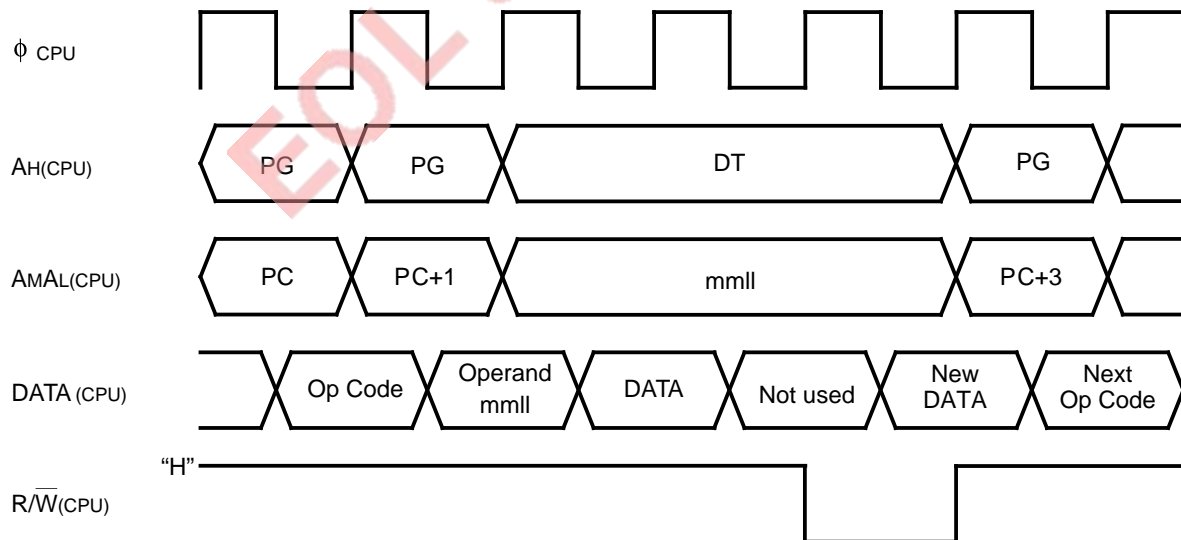 EOL
ϕ CPU
AH(CPU)
PG
PG
DT
PG
AMAL(CPU)
PC
PC+1
mmll
PC+3
DATA (CPU)
Op Code
Operand
mmll
DATA
Not used
New
DATA
Next
Op Code
“H”
R/W̅(CPU)